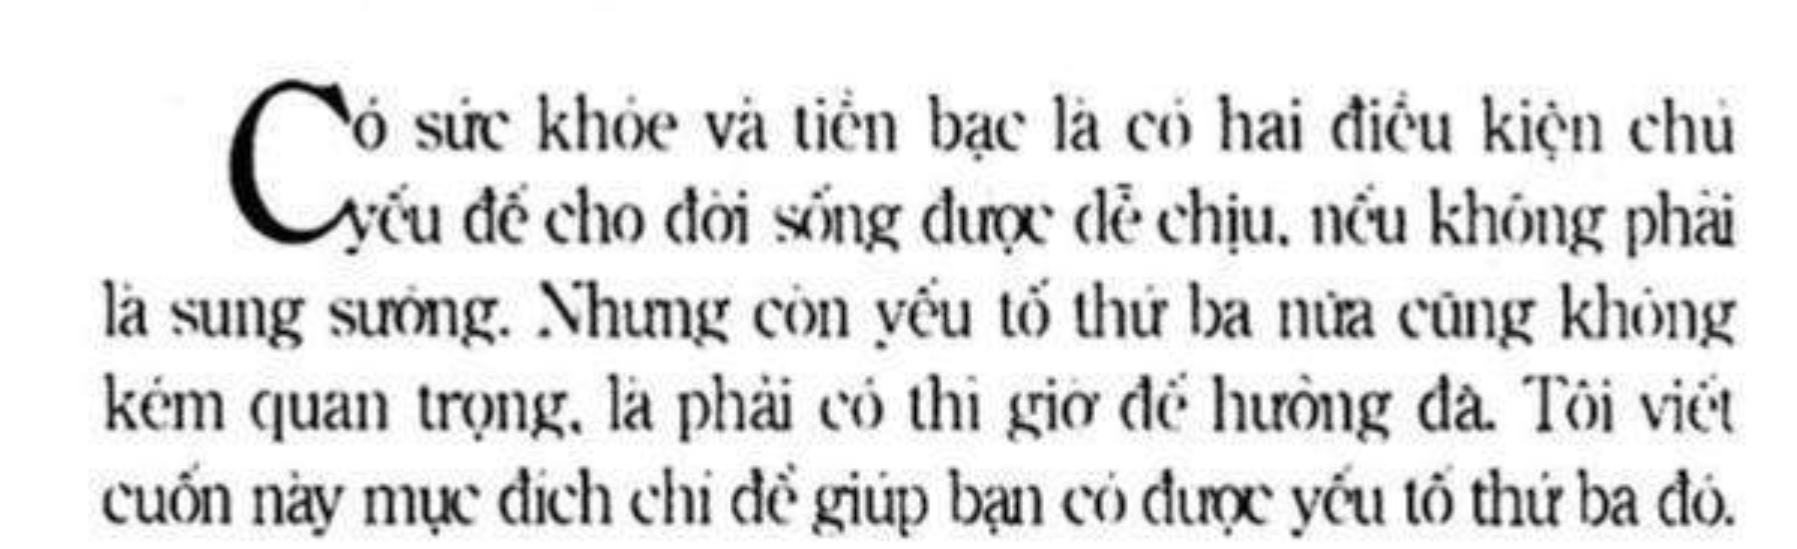 Có sức khỏe và tiền bạc là có hai điều kiện chủ
yếu để cho đời sống được dễ chịu, nếu không phải
là sung sướng. Nhưng còn yếu tố thứ ba nữa cũng không
kém quan trọng, là phải có thì giờ để hưởng đã. Tôi viết
cuốn này mục đích chỉ để giúp bạn có được yếu tố thứ ba đó.